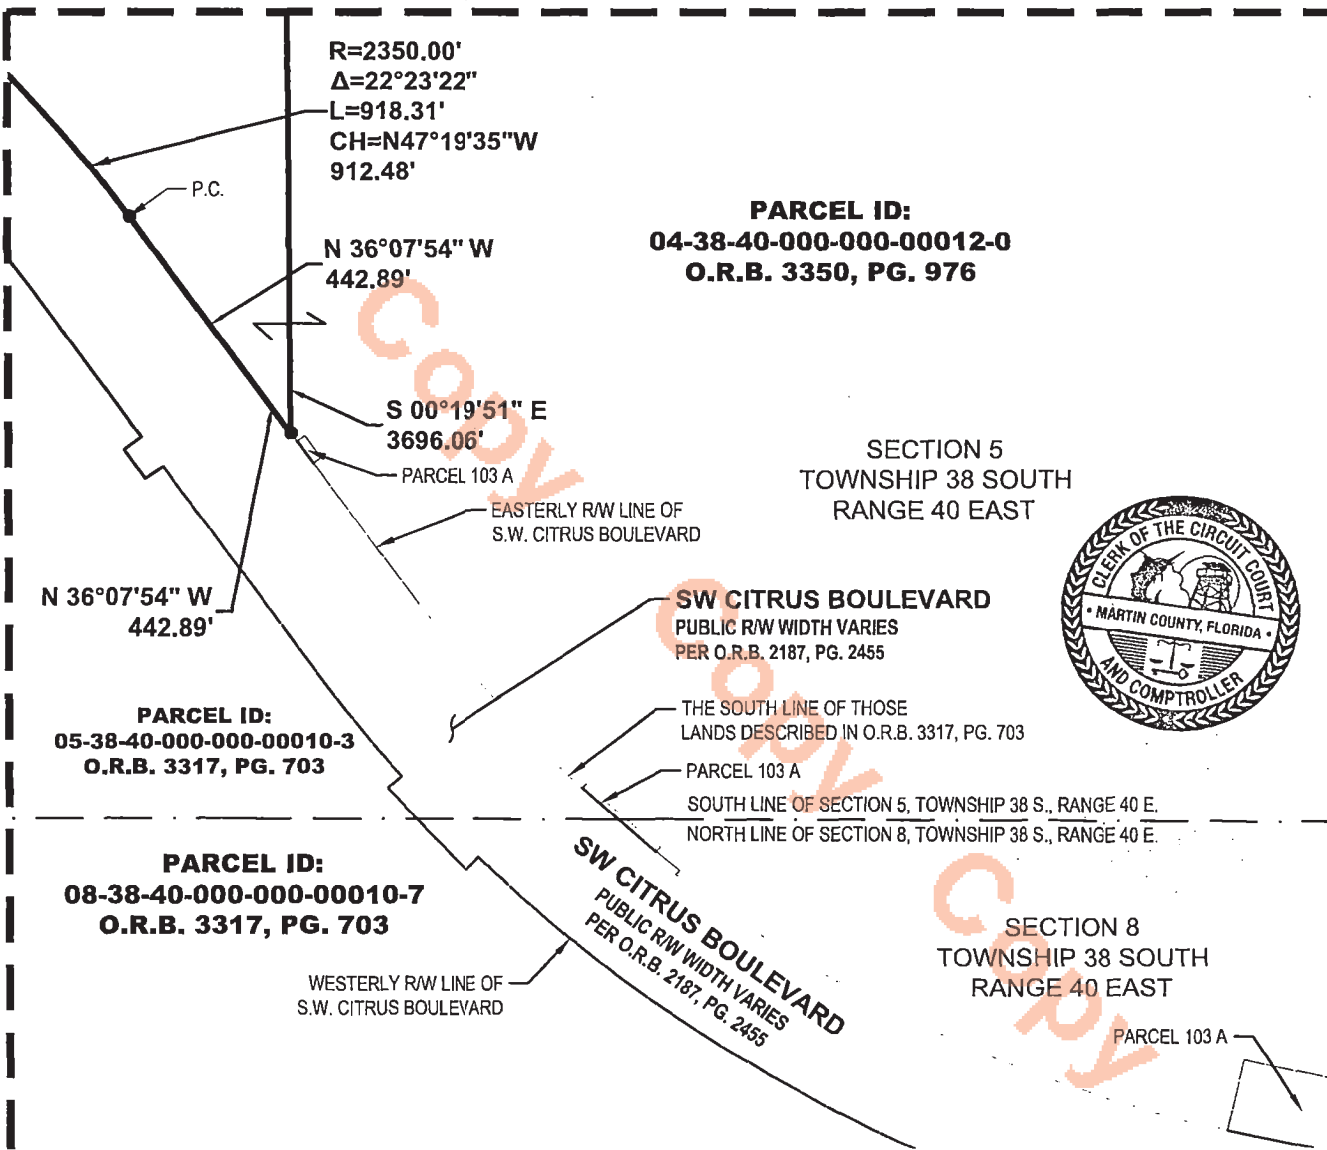 R=2350.00'
Δ=22°23'22"
L=918.31'
CH=N47°19'35"W
912.48'
P.C.
N 36°07'54" W
442.89'
PARCEL ID:
04-38-40-000-000-00012-0
O.R.B. 3350, PG. 976
S 00°19'51" E
3696.06'
PARCEL 103 A
EASTERLY R/W LINE OF
S.W. CITRUS BOULEVARD
SECTION 5
TOWNSHIP 38 SOUTH
RANGE 40 EAST
CLERK OF THE CIRCUIT COURT
• MARTIN COUNTY, FLORIDA •
AND COMPTROLLER
N 36°07'54" W
442.89'
SW CITRUS BOULEVARD
PUBLIC R/W WIDTH VARIES
PER O.R.B. 2187, PG. 2455
PARCEL ID:
05-38-40-000-000-00010-3
O.R.B. 3317, PG. 703
THE SOUTH LINE OF THOSE
LANDS DESCRIBED IN O.R.B. 3317, PG. 703
PARCEL 103 A
SOUTH LINE OF SECTION 5, TOWNSHIP 38 S., RANGE 40 E.
NORTH LINE OF SECTION 8, TOWNSHIP 38 S., RANGE 40 E.
PARCEL ID:
08-38-40-000-000-00010-7
O.R.B. 3317, PG. 703
SW CITRUS BOULEVARD
PUBLIC R/W WIDTH VARIES
PER O.R.B. 2187, PG. 2455
WESTERLY R/W LINE OF
S.W. CITRUS BOULEVARD
SECTION 8
TOWNSHIP 38 SOUTH
RANGE 40 EAST
PARCEL 103 A
Copy
Copy
Copy